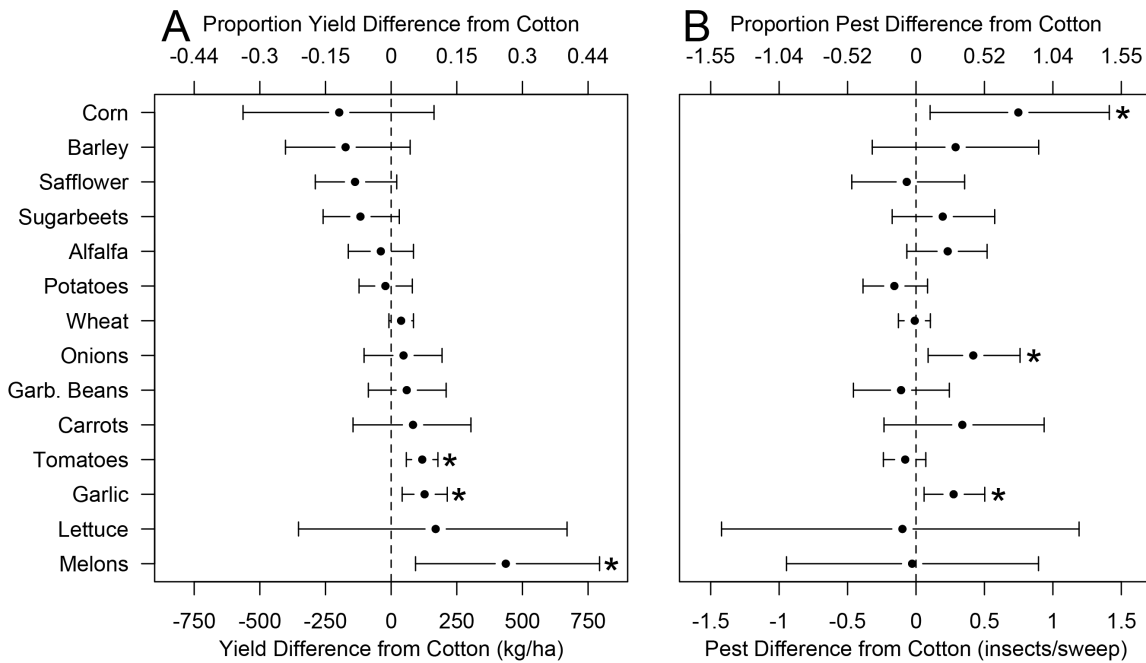 A Proportion Yield Difference from Cotton
-0.44 -0.3 -0.15 0 0.15 0.3 0.44
B Proportion Pest Difference from Cotton
-1.55 -1.04 -0.52 0 0.52 1.04 1.55
Corn
*
Barley
Safflower
Sugarbeets
Alfalfa
Potatoes
Wheat
Onions
*
Garb. Beans
Carrots
Tomatoes
*
Garlic
* *
Lettuce
Melons
*
-750 -500 -250 0 250 500 750
Yield Difference from Cotton (kg/ha)
-1.5 -1 -0.5 0 0.5 1 1.5
Pest Difference from Cotton (insects/sweep)